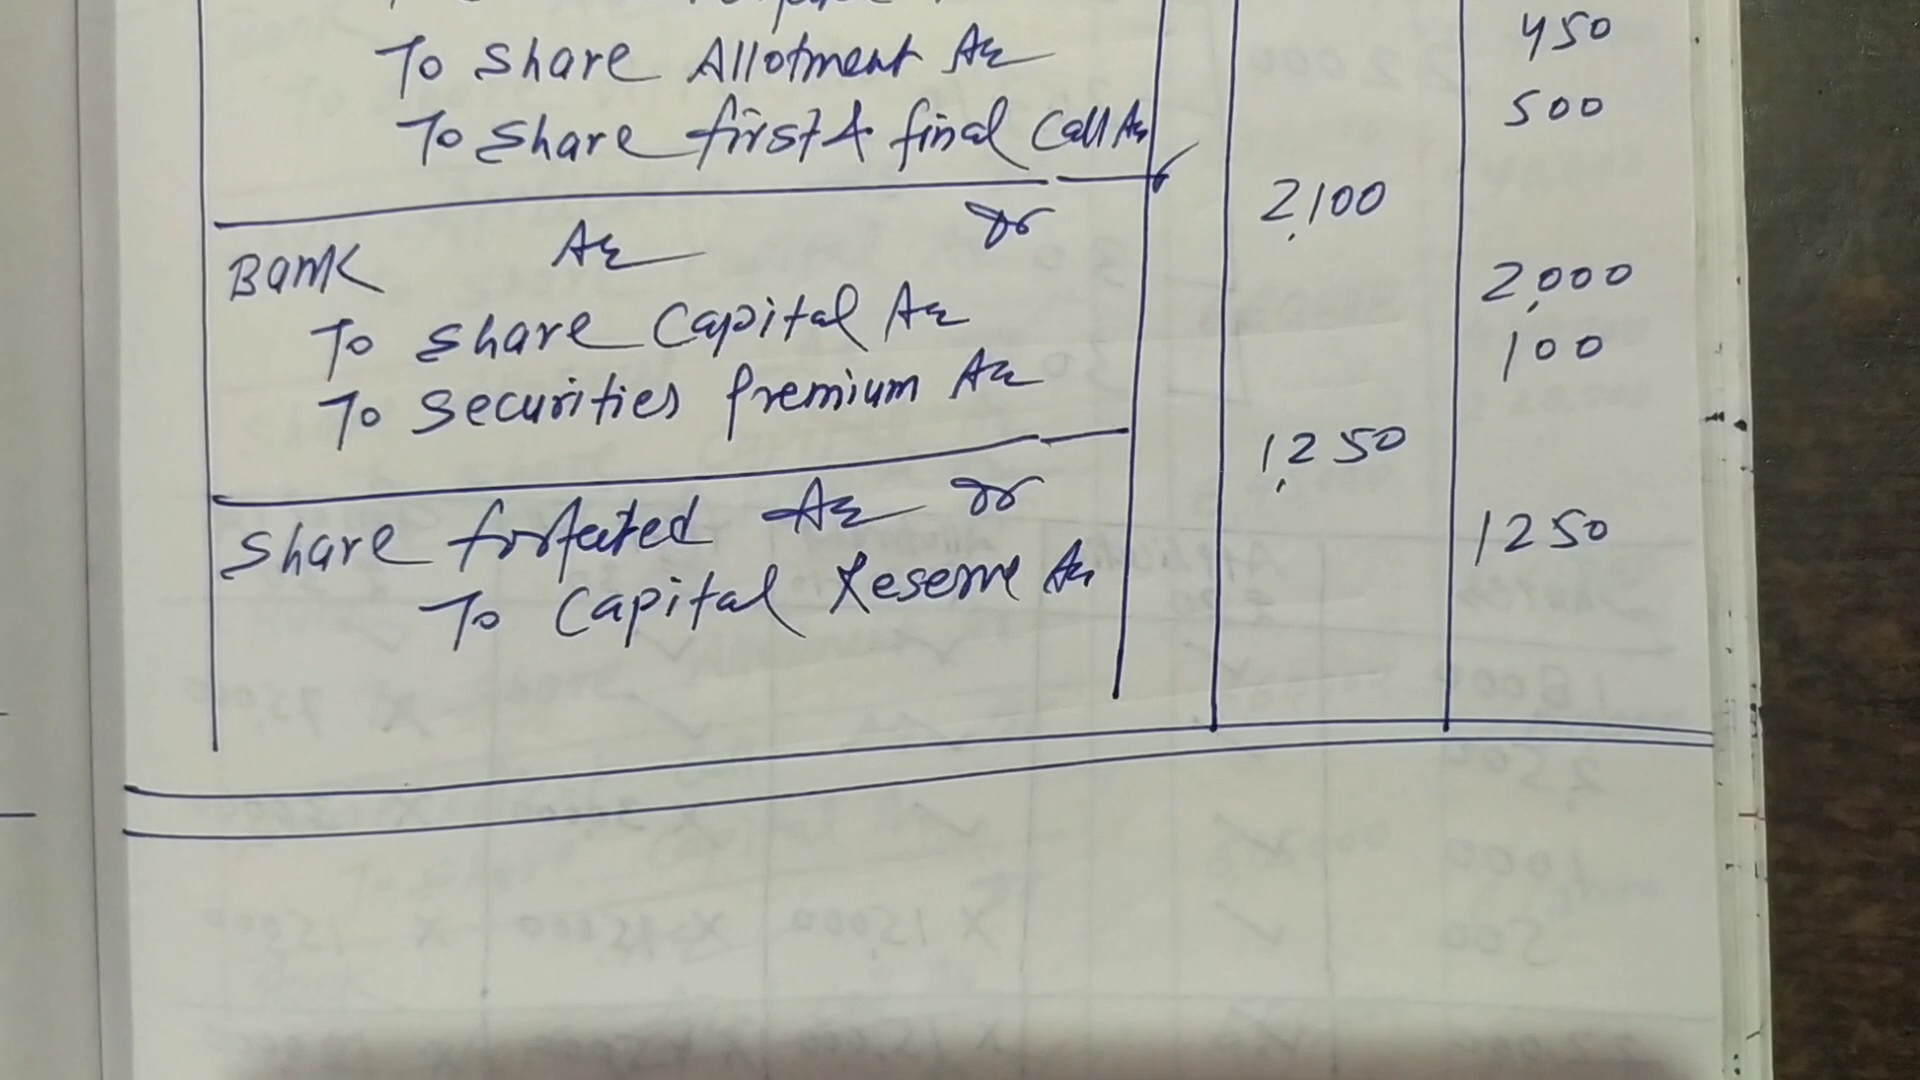 To Share Allotment A/c 450
To Share first & final Call A/c 500
Bank A/c Dr 2,100
To Share Capital A/c 2,000
To Securities Premium A/c 100
Share forfeited A/c Dr 1,250
To Capital Reserve A/c 1250